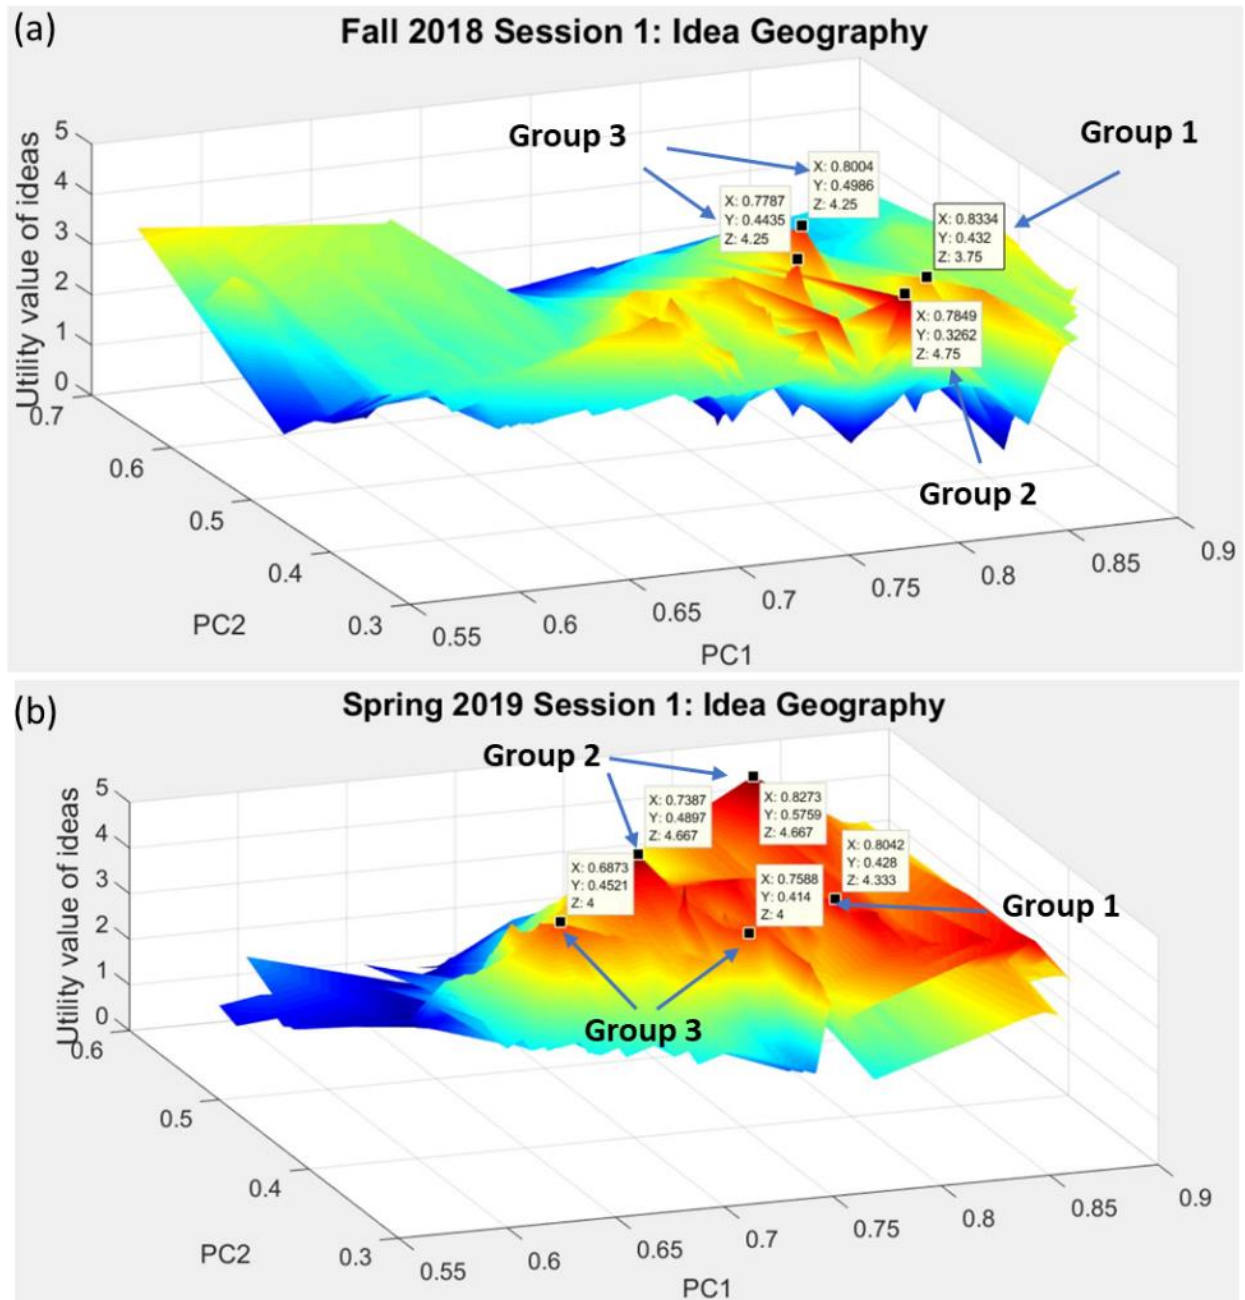 (a)
Fall 2018 Session 1: Idea Geography
Group 3
Group 1
X: 0.8004
Y: 0.4986
Z: 4.25
X: 0.7787
Y: 0.4435
Z: 4.25
X: 0.8334
Y: 0.432
Z: 3.75
X: 0.7849
Y: 0.3262
Z: 4.75
Group 2
Utility value of ideas
5
4
3
2
1
0
0.7
0.6
0.5
0.4
0.3
PC2
0.55
0.6
0.65
0.7
0.75
0.8
0.85
0.9
PC1
(b)
Spring 2019 Session 1: Idea Geography
Group 2
X: 0.7387
Y: 0.4897
Z: 4.667
X: 0.8273
Y: 0.5759
Z: 4.667
X: 0.8042
Y: 0.428
Z: 4.333
X: 0.6873
Y: 0.4521
Z: 4
X: 0.7588
Y: 0.414
Z: 4
Group 1
Group 3
Utility value of ideas
5
4
3
2
1
0
0.6
0.5
0.4
0.3
PC2
0.55
0.6
0.65
0.7
0.75
0.8
0.85
0.9
PC1